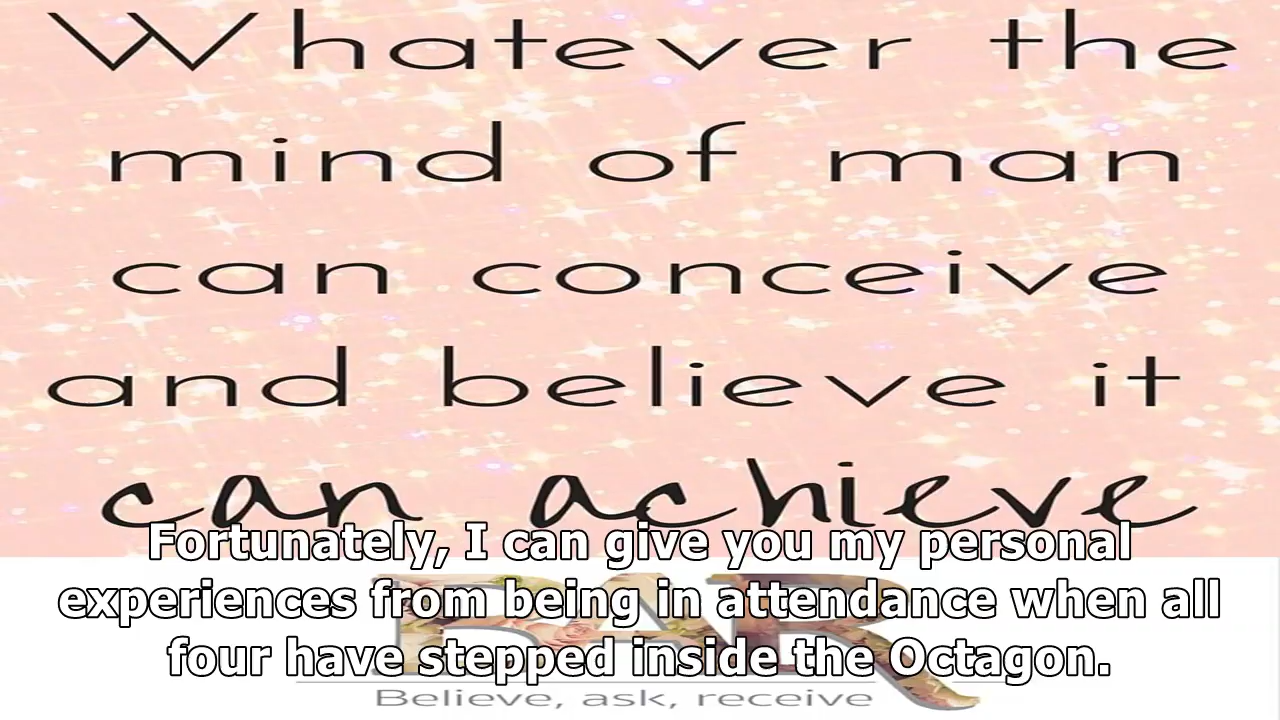 Whatever the
mind of man
can conceive
and believe it
can achieve
Fortunately, I can give you my personal
experiences from being in attendance when all
four have stepped inside the Octagon.
BAR
Believe, ask, receive